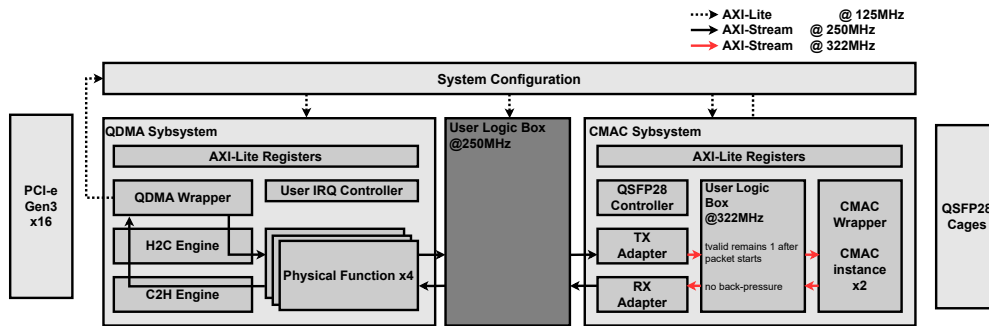 AXI-Lite @ 125MHz
AXI-Stream @ 250MHz
AXI-Stream @ 322MHz
System Configuration
PCI-e
Gen3
x16
QDMA Subsystem
AXI-Lite Registers
QDMA Wrapper
User IRQ Controller
H2C Engine
C2H Engine
Physical Function x4
User Logic Box
@250MHz
CMAC Subsystem
AXI-Lite Registers
QSFP28
Controller
TX
Adapter
RX
Adapter
User Logic
Box
@322MHz
tvalid remains 1 after
packet starts
no back-pressure
CMAC
Wrapper
CMAC
instance
x2
QSFP28
Cages